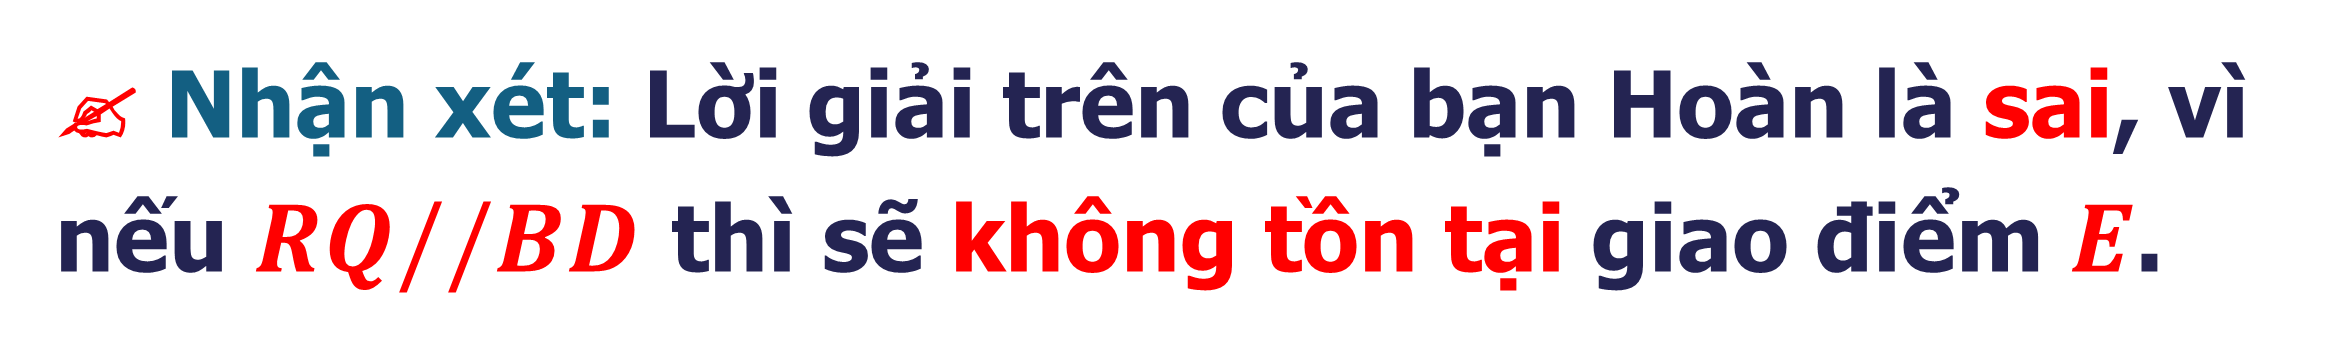 ✍ Nhận xét: Lời giải trên của bạn Hoàn là sai, vì
nếu RQ//BD thì sẽ không tồn tại giao điểm E.